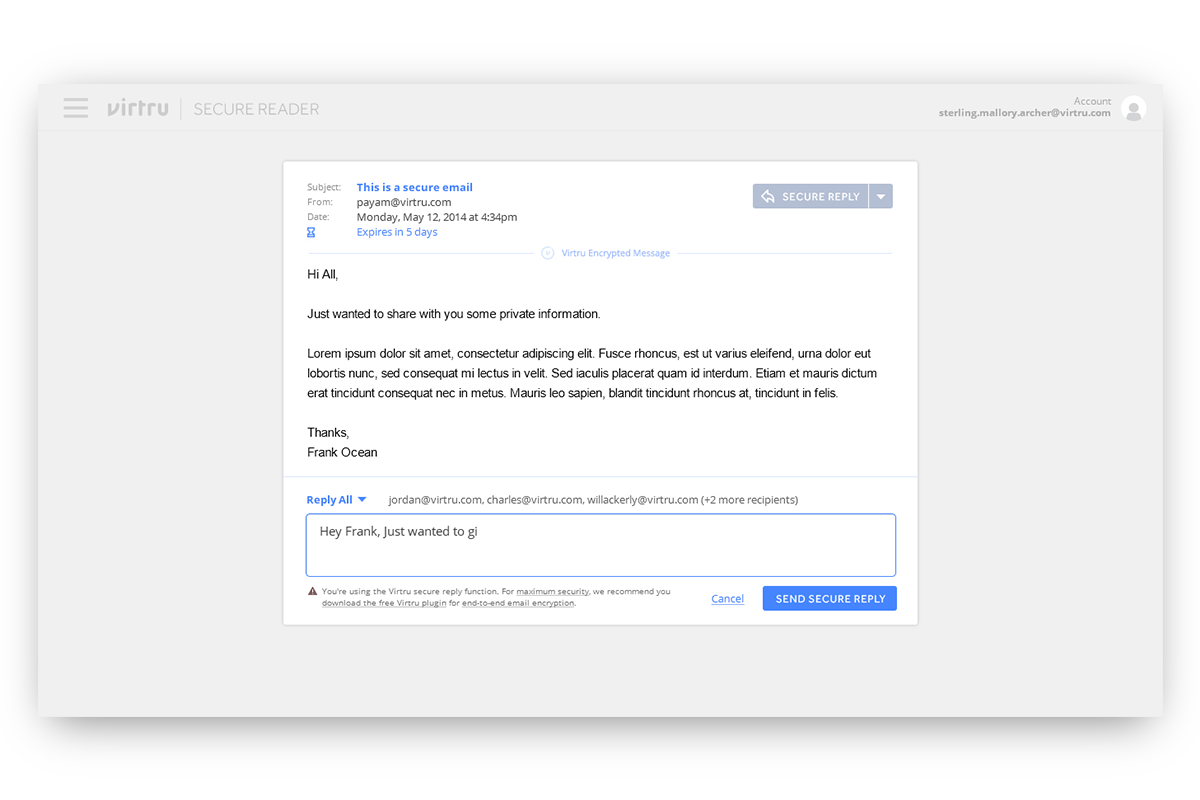 virtru | SECURE READER
Account
sterling.mallory.archer@virtru.com
Subject: This is a secure email
From: payam@virtru.com
Date: Monday, May 12, 2014 at 4:34pm
Expires in 5 days
SECURE REPLY
Virtru Encrypted Message
Hi All,
Just wanted to share with you some private information.
Lorem ipsum dolor sit amet, consectetur adipiscing elit. Fusce rhoncus, est ut varius eleifend, urna dolor eut
lobortis nunc, sed consequat mi lectus in velit. Sed iaculis placerat quam id interdum. Etiam et mauris dictum
erat tincidunt consequat nec in metus. Mauris leo sapien, blandit tincidunt rhoncus at, tincidunt in felis.
Thanks,
Frank Ocean
Reply All jordan@virtru.com, charles@virtru.com, willackerly@virtru.com (+2 more recipients)
Hey Frank, Just wanted to gi
You're using the Virtru secure reply function. For maximum security, we recommend you
download the free Virtru plugin for end-to-end email encryption.
Cancel
SEND SECURE REPLY